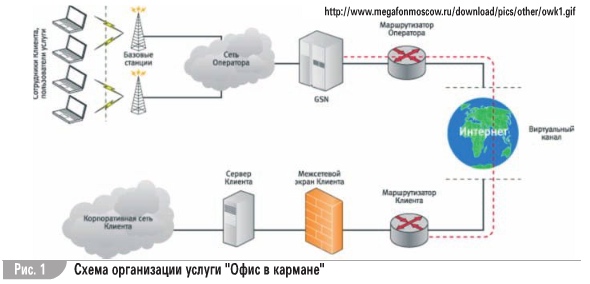 http://www.megafonmoscow.ru/download/pics/other/owk1.gif
Сотрудники Клиента,
пользователи услуги
Базовые
станции
Сеть
Оператора
GSN
Маршрутизатор
Оператора
Интернет
Виртуальный
канал
Корпоративная сеть
Клиента
Сервер
Клиента
Межсетевой
экран Клиента
Маршрутизатор
Клиента
Рис. 1
Схема организации услуги "Офис в кармане"